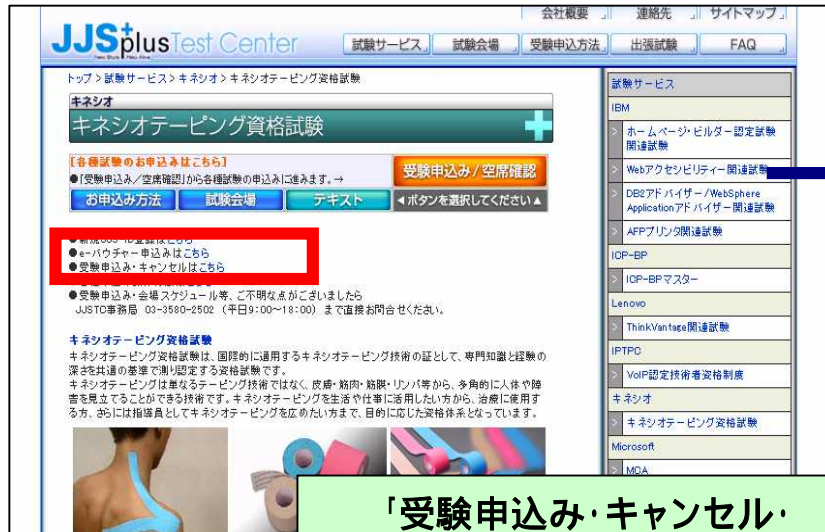 会社概要 連絡先 サイトマップ
JJSplus Test Center
試験サービス 試験会場 受験申込方法 出張試験 FAQ
トップ > 試験サービス > キネシオ > キネシオテーピング資格試験
キネシオ
キネシオテーピング資格試験
【各種試験のお申込みはこちら】
●「受験申込み／空席確認」から各種試験の申込みに進みます。→
受験申込み/空席確認
お申込み方法 試験会場 テキスト ◀ボタンを選択してください▲
●e-バウチャー申込みはこちら
●受験申込み・キャンセルはこちら
●受験申込み・会場スケジュール等、ご不明な点がございましたら
JJSTC事務局 03-3580-2502 (平日9:00～18:00) まで直接お問合せください。
キネシオテーピング資格試験
キネシオテーピング資格試験は、国際的に通用するキネシオテーピング技術の証として、専門知識と経験の
深さを共通の基準で測り認定する資格試験です。
キネシオテーピングは単なるテーピング技術ではなく、皮膚・筋肉・筋膜・リンパ等から、多角的に人体や障
害を見立てることができる技術です。キネシオテーピングを生活や仕事に活用したい方から、治療に使用す
る方、さらには指導員としてキネシオテーピングを広めたい方まで、目的に応じた資格体系となっています。
試験サービス
IBM
> ホームページ・ビルダー認定試験
関連試験
> Webアクセシビリティー関連試験
> DB2アドバイザー/WebSphere
Applicationアドバイザー関連試験
> AFPプリンタ関連試験
IOP-BP
> IOP-BPマスター
Lenovo
> ThinkVantage関連試験
IPTPC
> VoIP認定技術者資格制度
キネシオ
> キネシオテーピング資格試験
Microsoft
> MCA
「受験申込み・キャンセル・